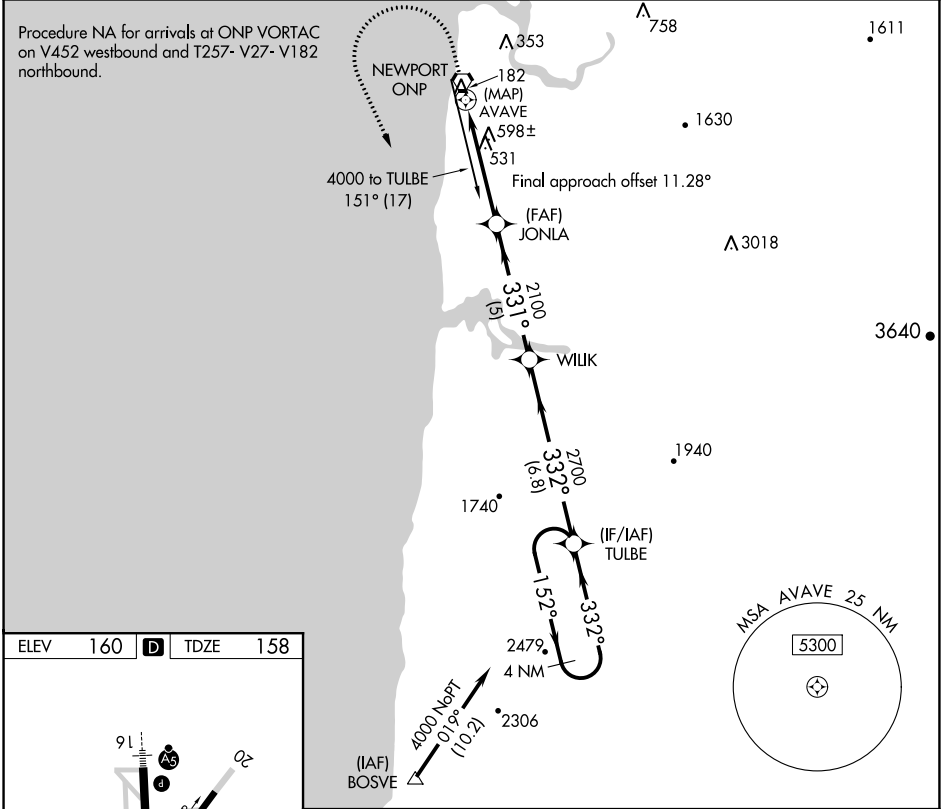 Procedure NA for arrivals at ONP VORTAC
on V452 westbound and T257- V27- V182
northbound.
353
758
1611
NEWPORT
ONP
182
(MAP)
AVAVE
598±
531
1630
4000 to TULBE
151° (17)
Final approach offset 11.28°
(FAF)
JONLA
3018
2100
331°
(5)
3640
WILIK
2700
332°
(6.8)
1940
1740
(IF/IAF)
TULBE
152°
332°
2479
4 NM
MSA AVAVE 25 NM
5300
4000 NoPT
019°
(10.2)
2306
(IAF)
BOSVE
ELEV 160 D TDZE 158
16
A5
P
20